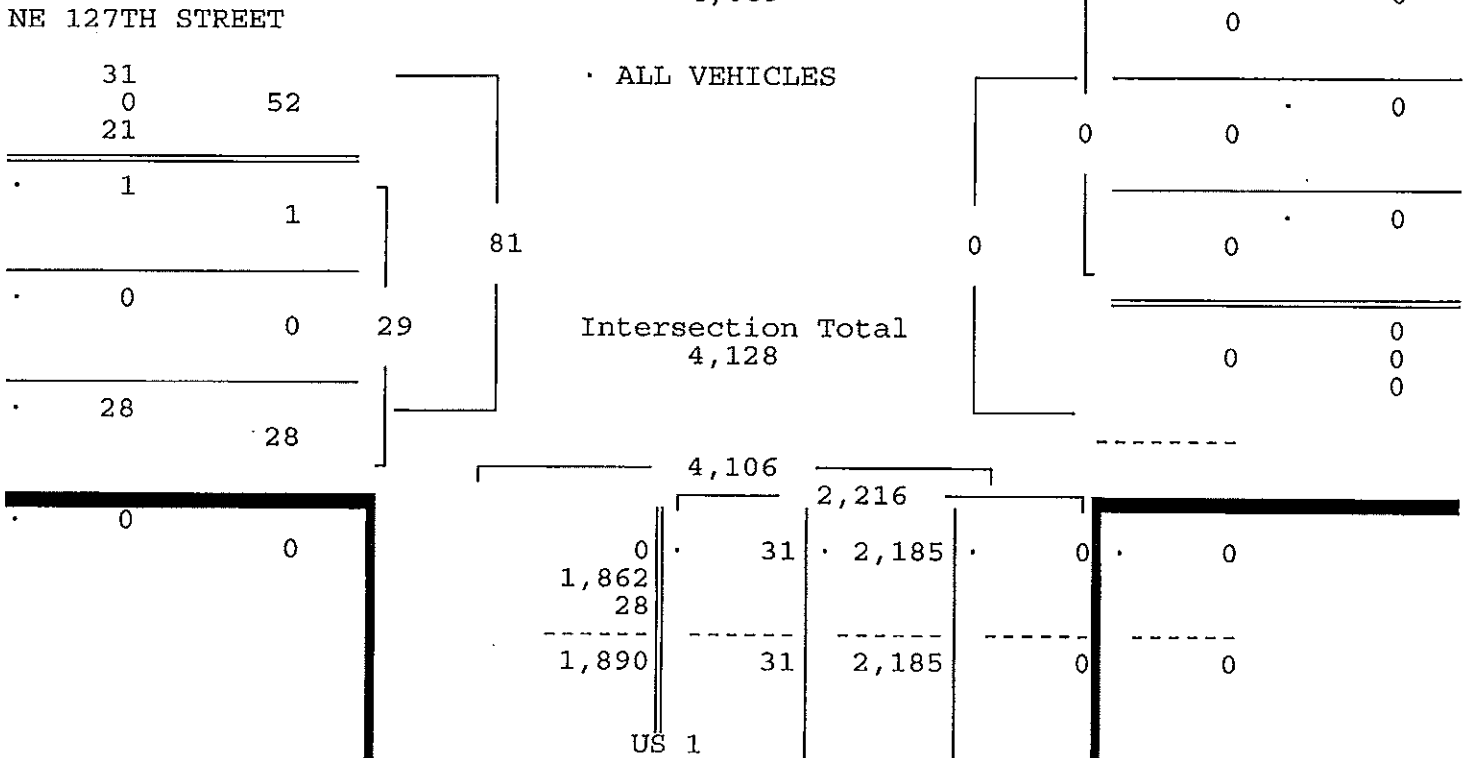 NE 127TH STREET
0
31
· ALL VEHICLES
0 52
· 0
21
0 0
· 1
1
· 0
81 0 0
· 0
0 29 Intersection Total 0
4,128 0 0
0
· 28
28
--------
4,106
2,216
· 0
0 0 · 31 · 2,185 · 0 · 0
1,862
28
------ ------ ------ ------ ------
1,890 31 2,185 0 0
US 1